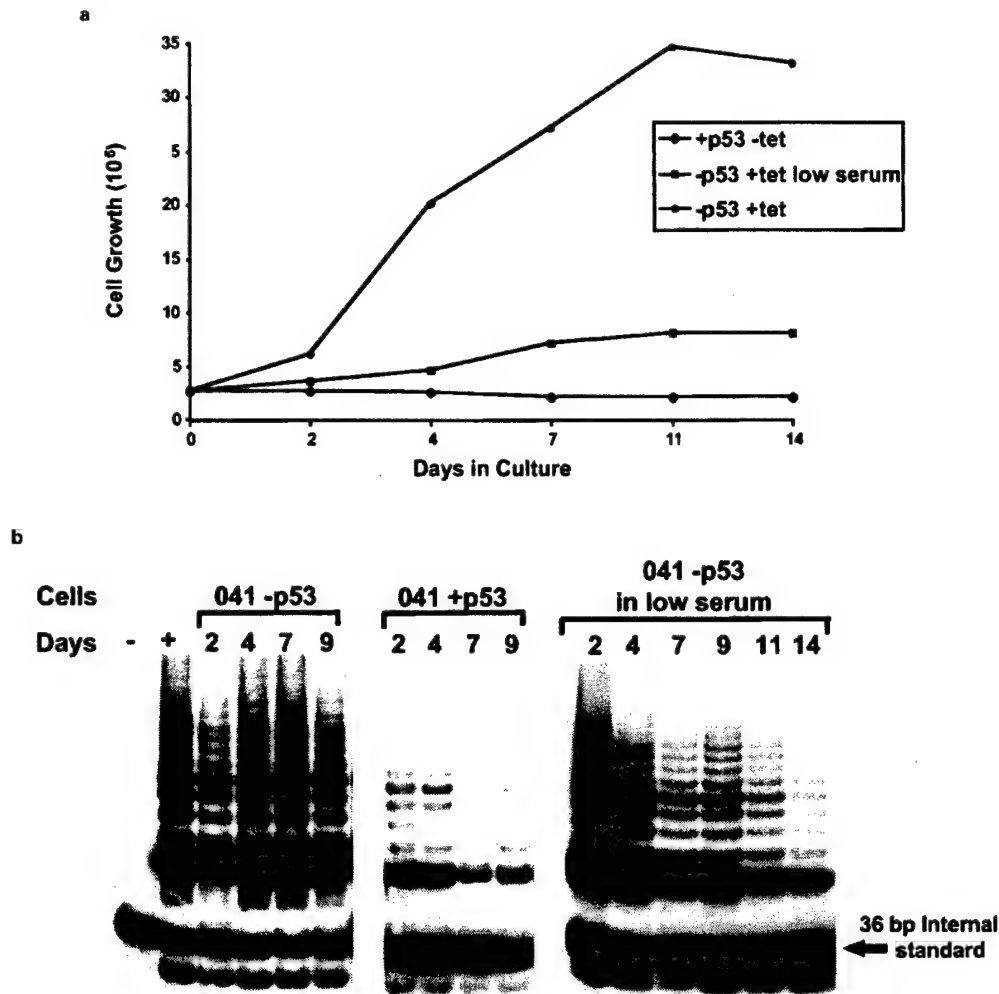 a
35
30
5
20
15
10
5
0
Cell Growth (10⁶)
0 2 4 7 11 14
Days in Culture
+p53 -tet
-p53 +tet low serum
-p53 +tet
b
Cells 041 -p53 041 +p53 041 -p53
in low serum
Days - + 2 4 7 9 2 4 7 9 2 4 7 9 11 14
36 bp Internal
standard